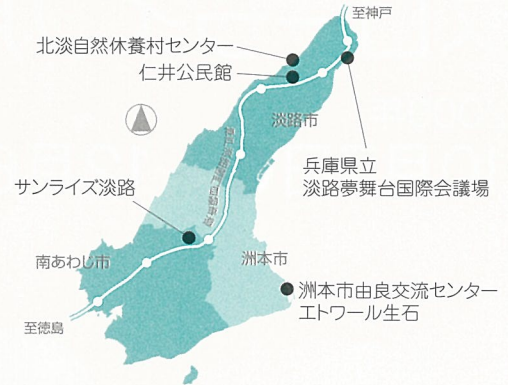 至神戸
北淡自然休養村センター
仁井公民館
淡路市
兵庫県立
淡路夢舞台国際会議場
サンライズ淡路
南あわじ市
洲本市
洲本市由良交流センター
エトワール生石
至徳島